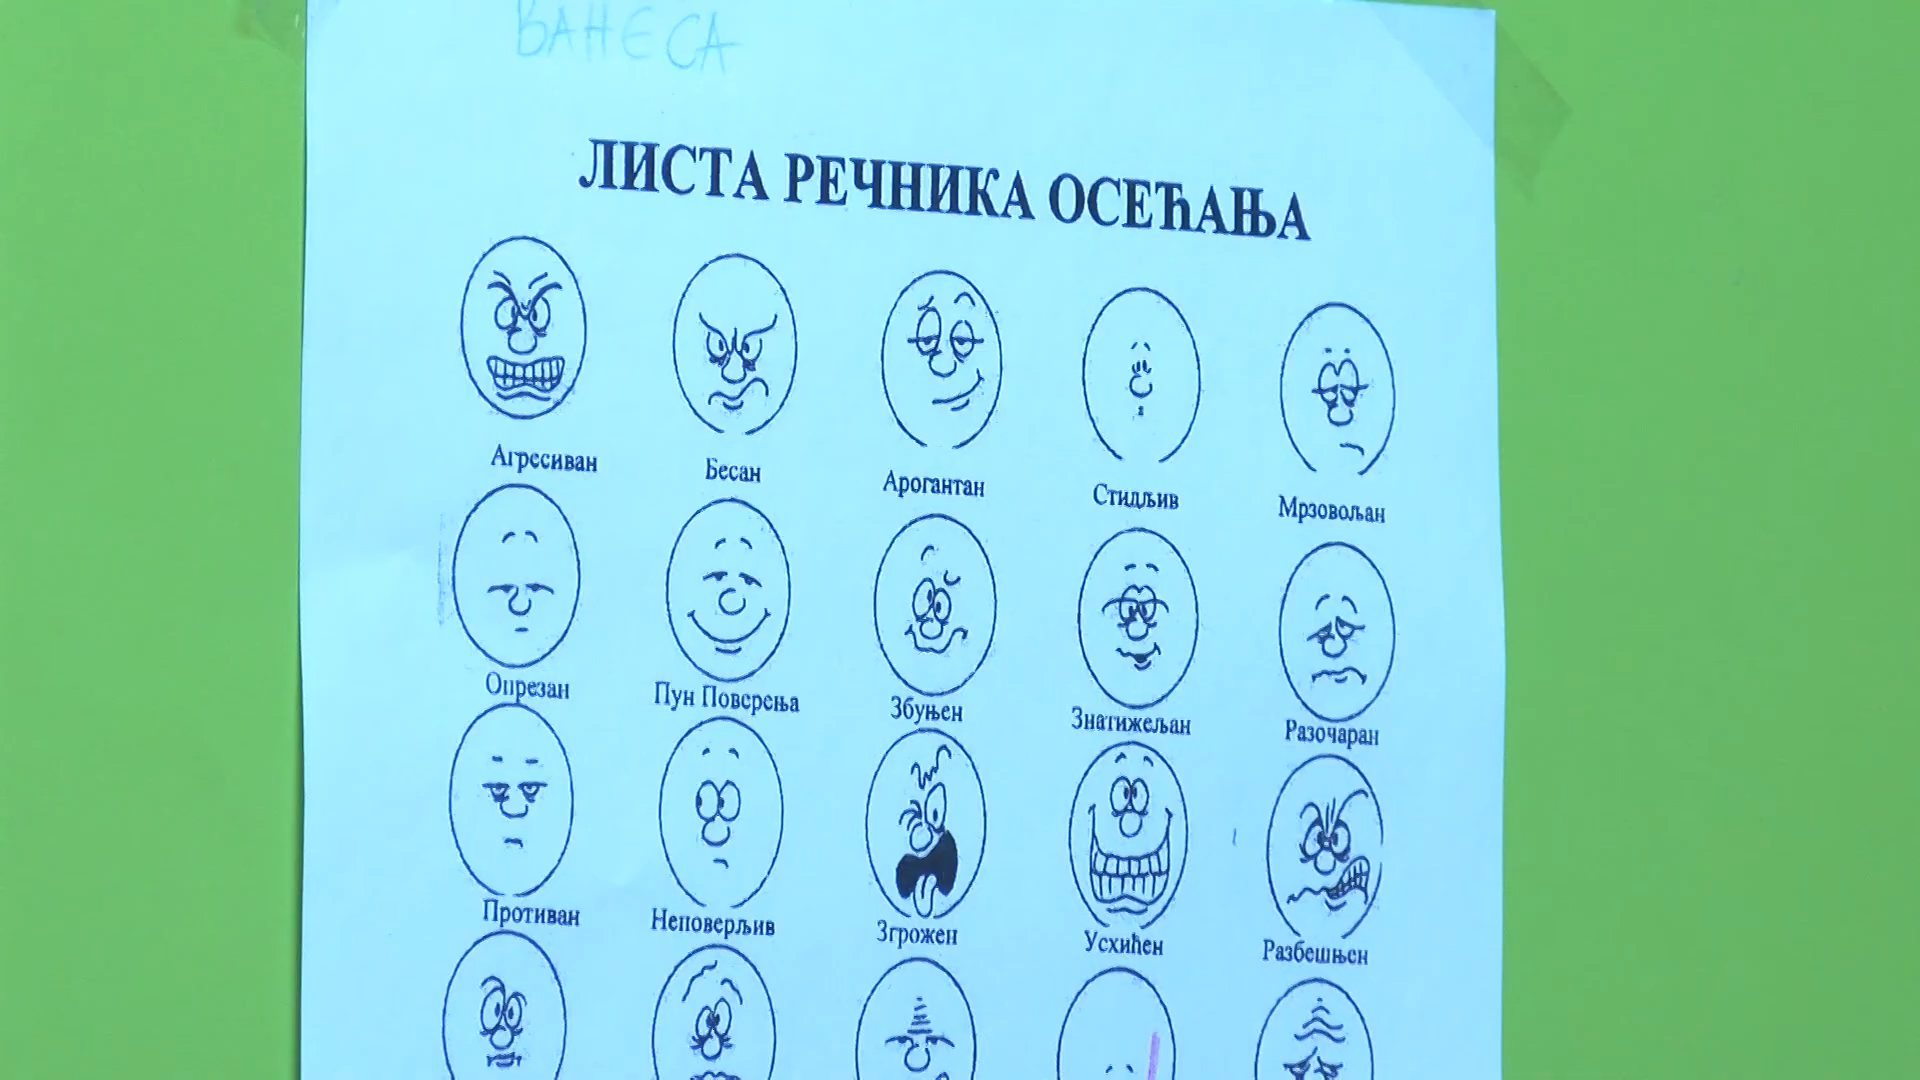 ВАНЕСА
ЛИСТА РЕЧНИКА ОСЕЋАЊА
Агресиван Бесан Арогантан Стидљив Мрзовољан
Опрезан Пун Поверења Збуњен Знатижељан Разочаран
Противан Неповерљив Згрожен Усхићен Разбешњен